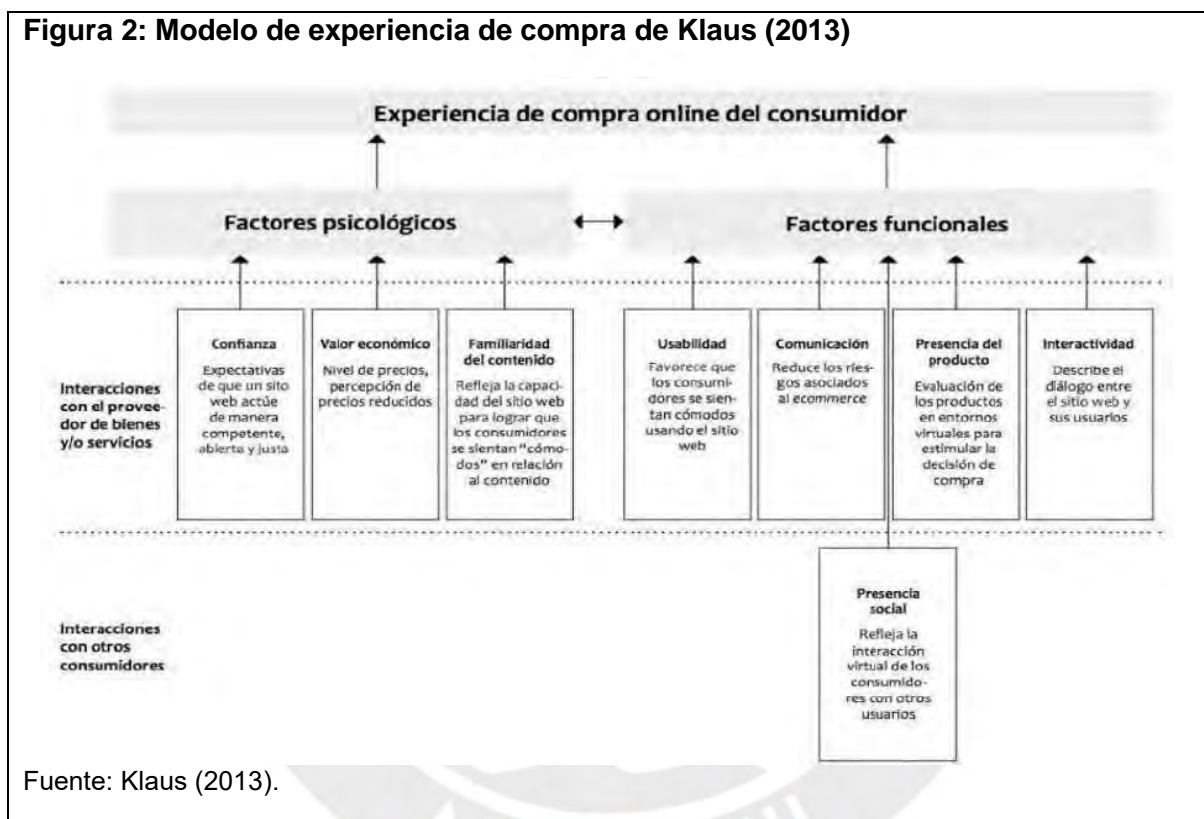 Figura 2: Modelo de experiencia de compra de Klaus (2013)
Experiencia de compra online del consumidor
Factores psicológicos
Factores funcionales
Interacciones
con el provee-
dor de bienes
y/o servicios
Confianza
Expectativas
de que un sito
web actúe de
manera
competente,
abierta y justa
Valor económico
Nivel de precios,
percepción de
precios reducidos
Familiaridad
del contenido
Refleja la capaci-
dad del sitio web
para lograr que
los consumidores
se sientan "cómo-
dos" en relación
al contenido
Usabilidad
Favorece que
los consumi-
dores se sien-
tan cómodos
usando el sitio
web
Comunicación
Reduce los ries-
gos asociados
al ecommerce
Presencia del
producto
Evaluación de
los productos
en entornos
virtuales para
estimular la
decisión de
compra
Interactividad
Describe el
diálogo entre
el sitio web y
sus usuarios
Interacciones
con otros
consumidores
Presencia
social
Refleja la
interacción
virtual de los
consumido-
res con otros
usuarios
Fuente: Klaus (2013).